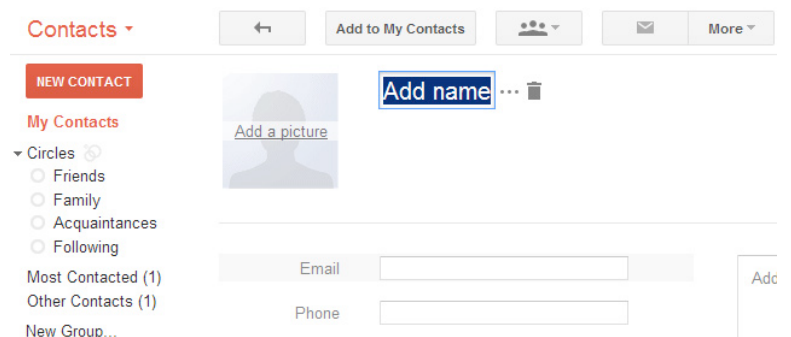 Contacts
Add to My Contacts
More
NEW CONTACT
My Contacts
Circles
Friends
Family
Acquaintances
Following
Most Contacted (1)
Other Contacts (1)
New Group...
Add a picture
Add name
Email
Phone
Add